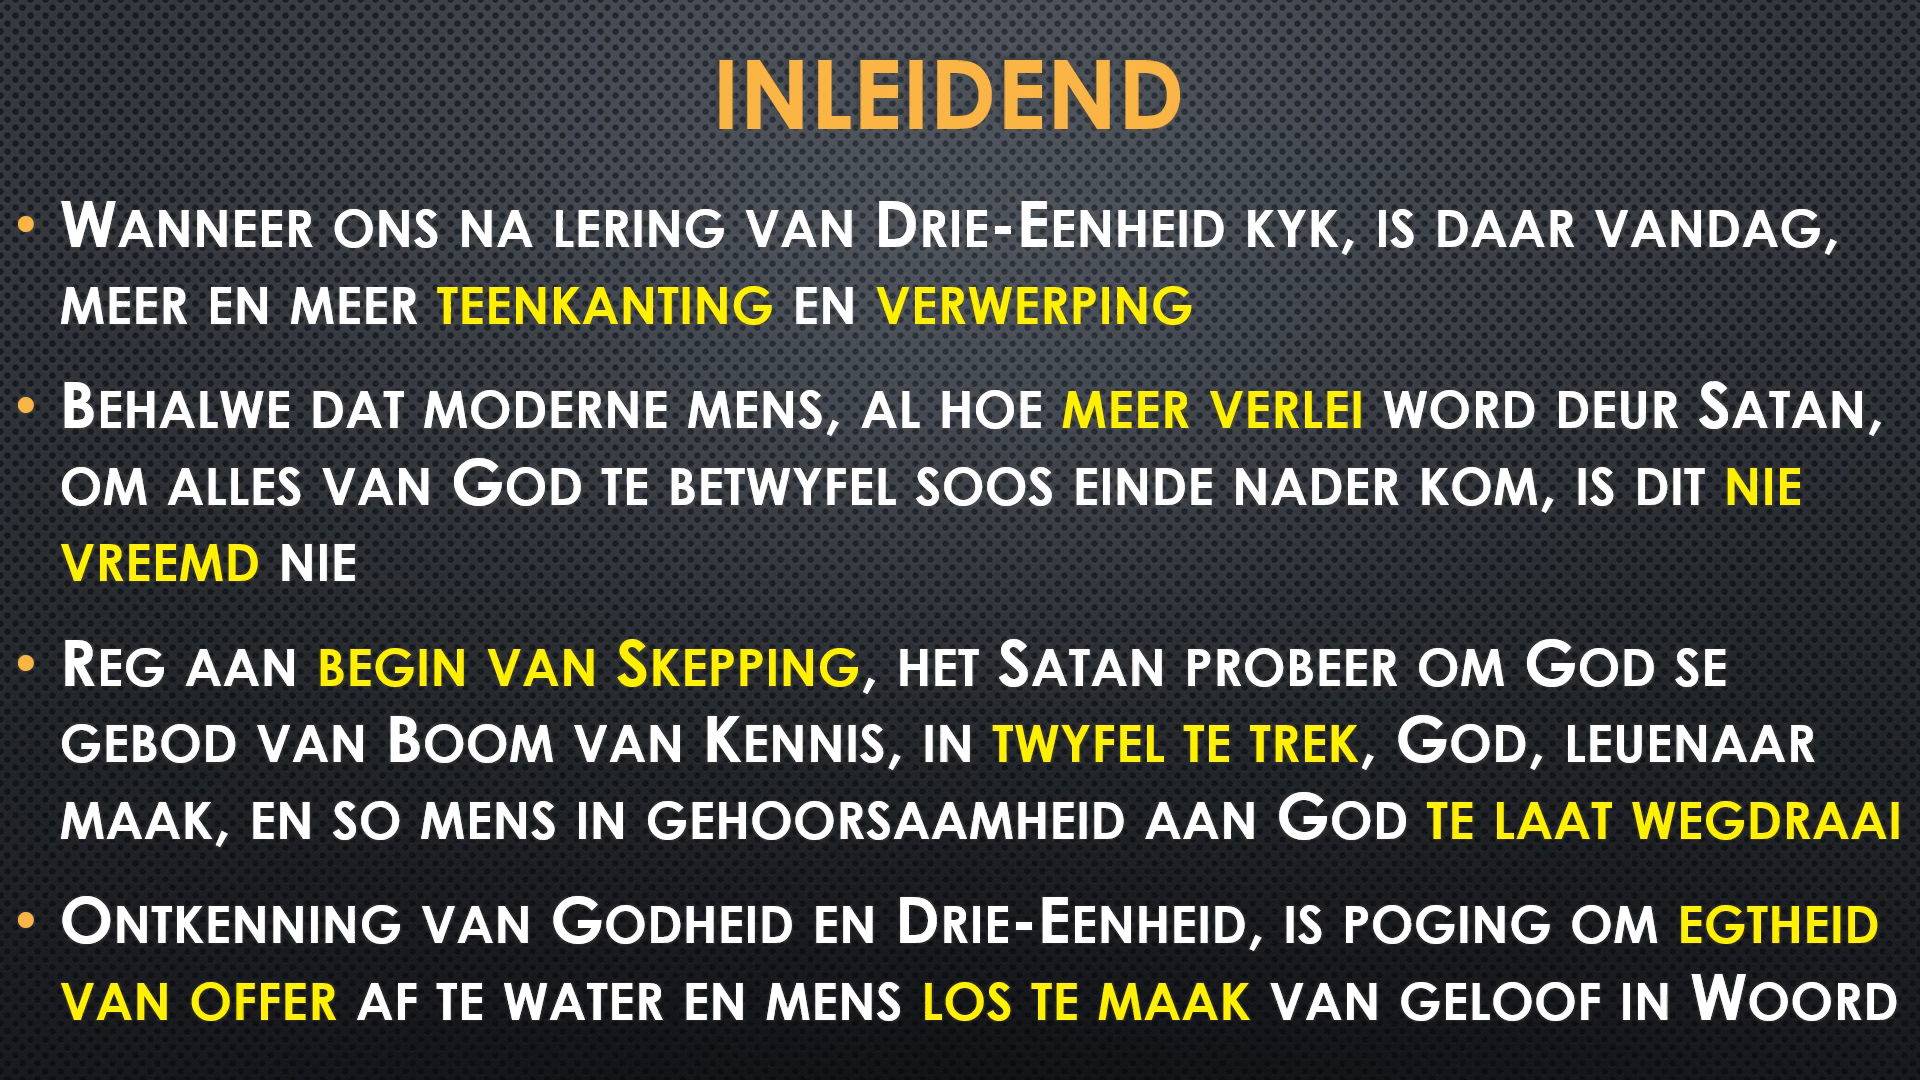 INLEIDEND
• Wanneer ons na lering van Drie-Eenheid kyk, is daar vandag,
meer en meer teenkanting en verwerping
• Behalwe dat moderne mens, al hoe meer verlei word deur Satan,
om alles van God te betwyfel soos einde nader kom, is dit nie
vreemd nie
• Reg aan begin van Skepping, het Satan probeer om God se
gebod van Boom van Kennis, in twyfel te trek, God, leuenaar
maak, en so mens in gehoorsaamheid aan God te laat wegdraai
• Ontkenning van Godheid en Drie-Eenheid, is poging om egtheid
van offer af te water en mens los te maak van geloof in Woord